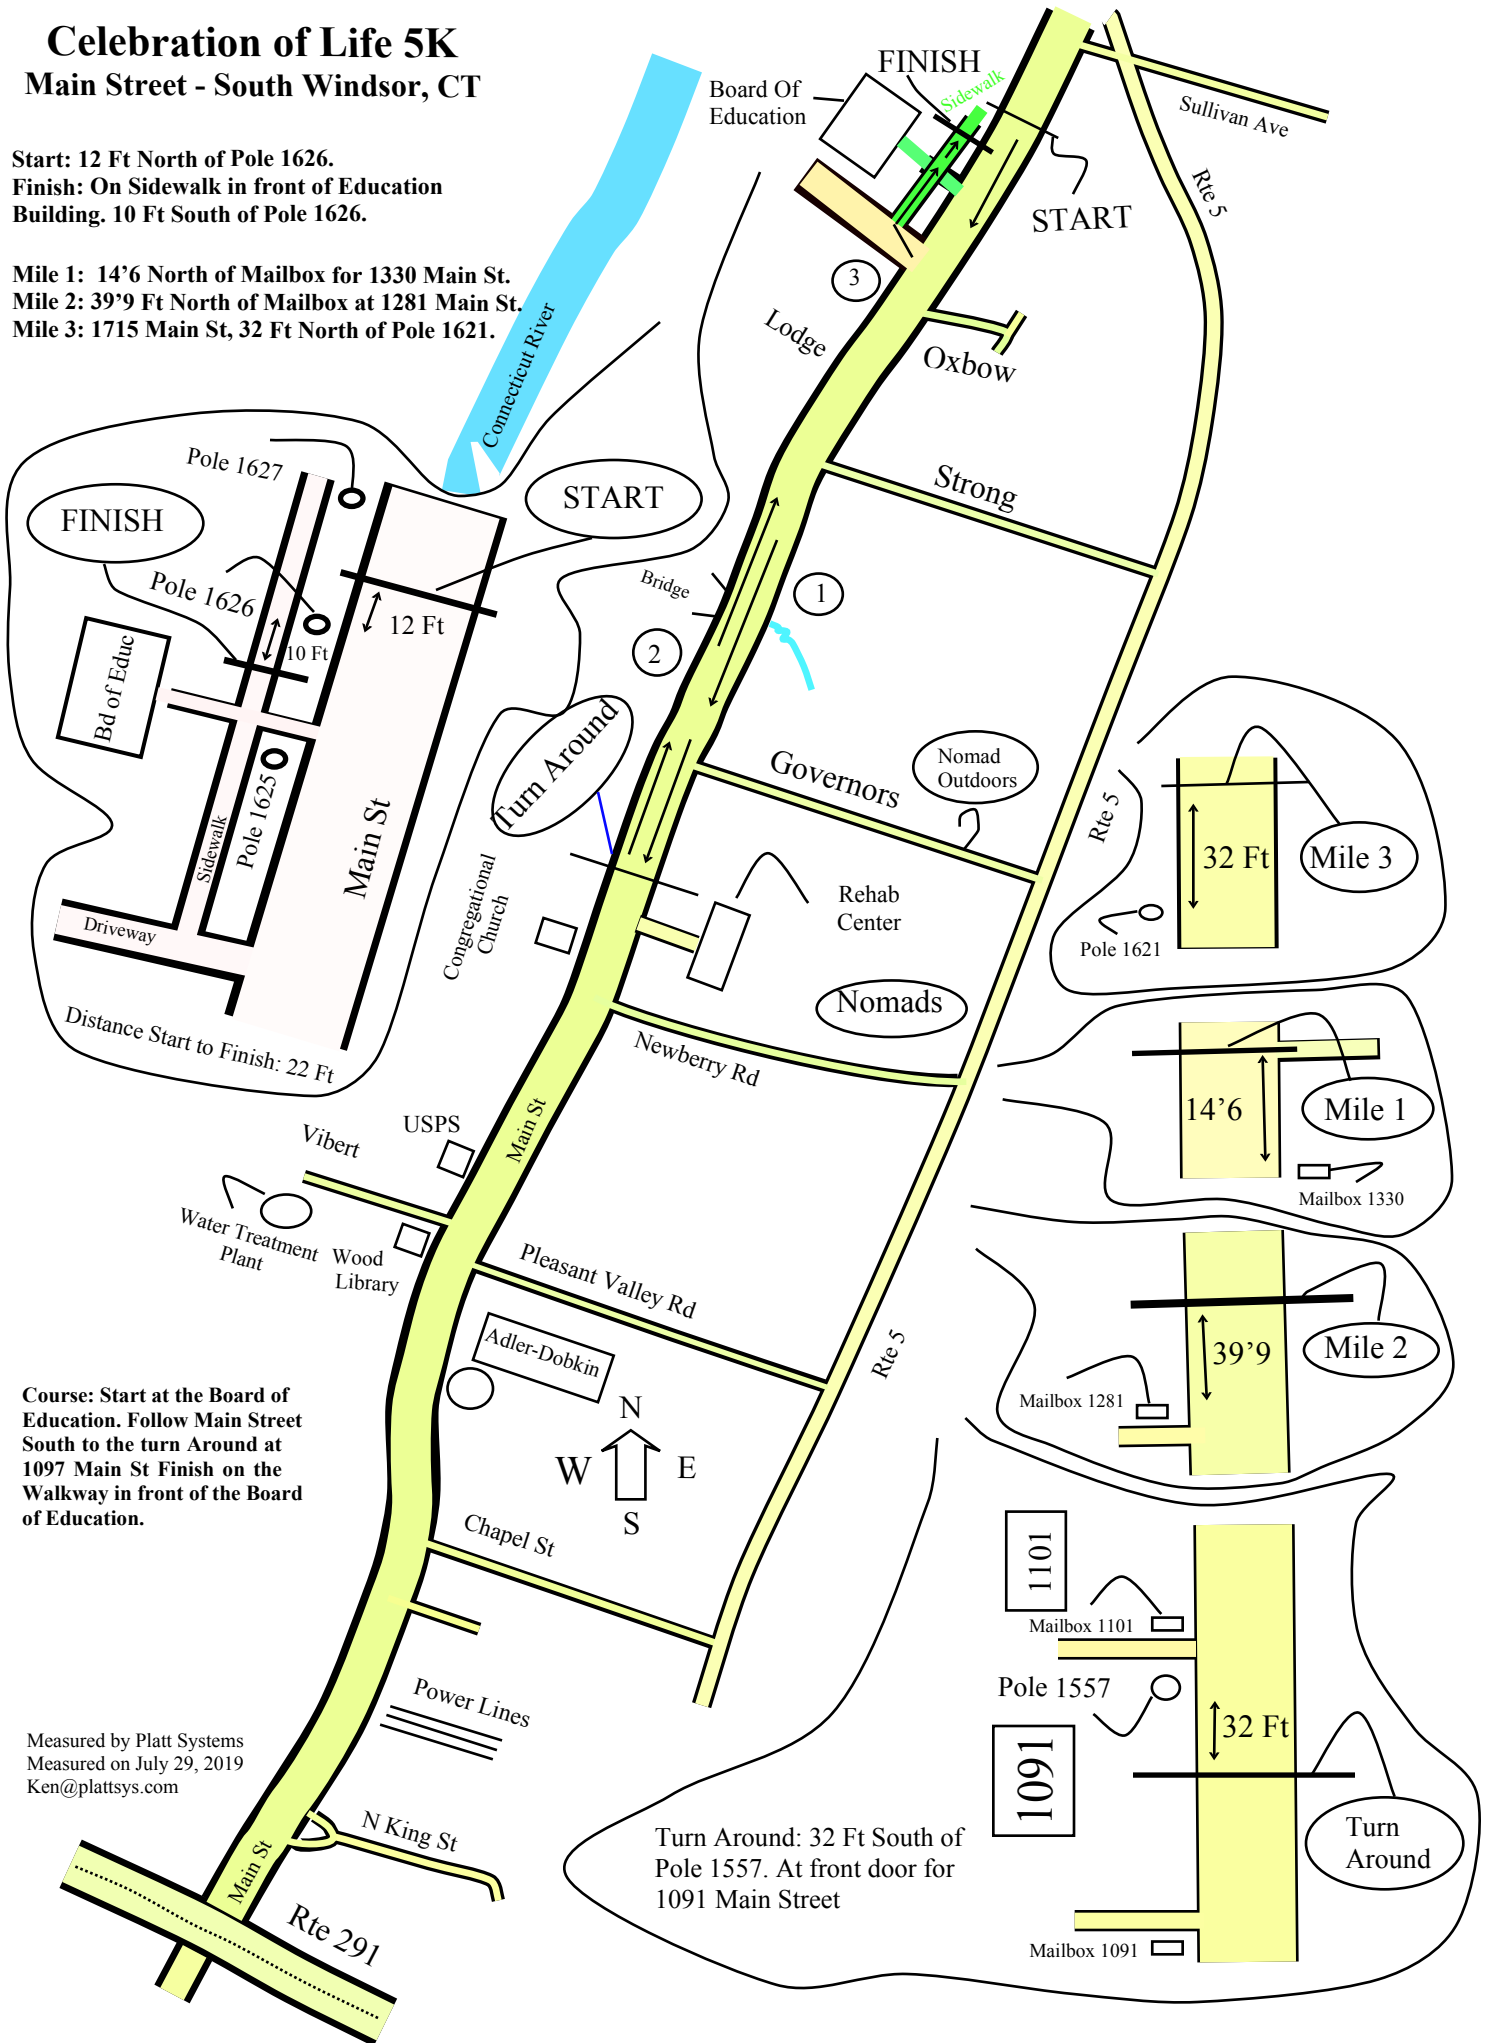 Celebration of Life 5K
Main Street - South Windsor, CT
Start: 12 Ft North of Pole 1626.
Finish: On Sidewalk in front of Education
Building. 10 Ft South of Pole 1626.
Mile 1:  14’6 North of Mailbox for 1330 Main St.
Mile 2: 39’9 Ft North of Mailbox at 1281 Main St.
Mile 3: 1715 Main St, 32 Ft North of Pole 1621.
Connecticut River
Board Of
Education
FINISH
Sidewalk
START
Sullivan Ave
Rte 5
3
Lodge
Oxbow
Strong
Bridge
1
2
Turn Around
Governors
Nomad
Outdoors
Rte 5
Congregational
Church
Rehab
Center
Nomads
Newberry Rd
Main St
USPS
Vibert
Water Treatment
Plant
Wood
Library
Pleasant Valley Rd
Adler-Dobkin
Rte 5
N
W
E
S
Chapel St
Power Lines
N King St
Main St
Rte 291
Pole 1627
FINISH
START
Pole 1626
12 Ft
10 Ft
Bd of Educ
Pole 1625
Sidewalk
Main St
Driveway
Distance Start to Finish: 22 Ft
32 Ft
Mile 3
Pole 1621
14’6
Mile 1
Mailbox 1330
39’9
Mile 2
Mailbox 1281
1101
Mailbox 1101
Pole 1557
32 Ft
1091
Turn
Around
Mailbox 1091
Turn Around: 32 Ft South of
Pole 1557. At front door for
1091 Main Street
Course: Start at the Board of
Education. Follow Main Street
South to the turn Around at
1097 Main St Finish on the
Walkway in front of the Board
of Education.
Measured by Platt Systems
Measured on July 29, 2019
Ken@plattsys.com